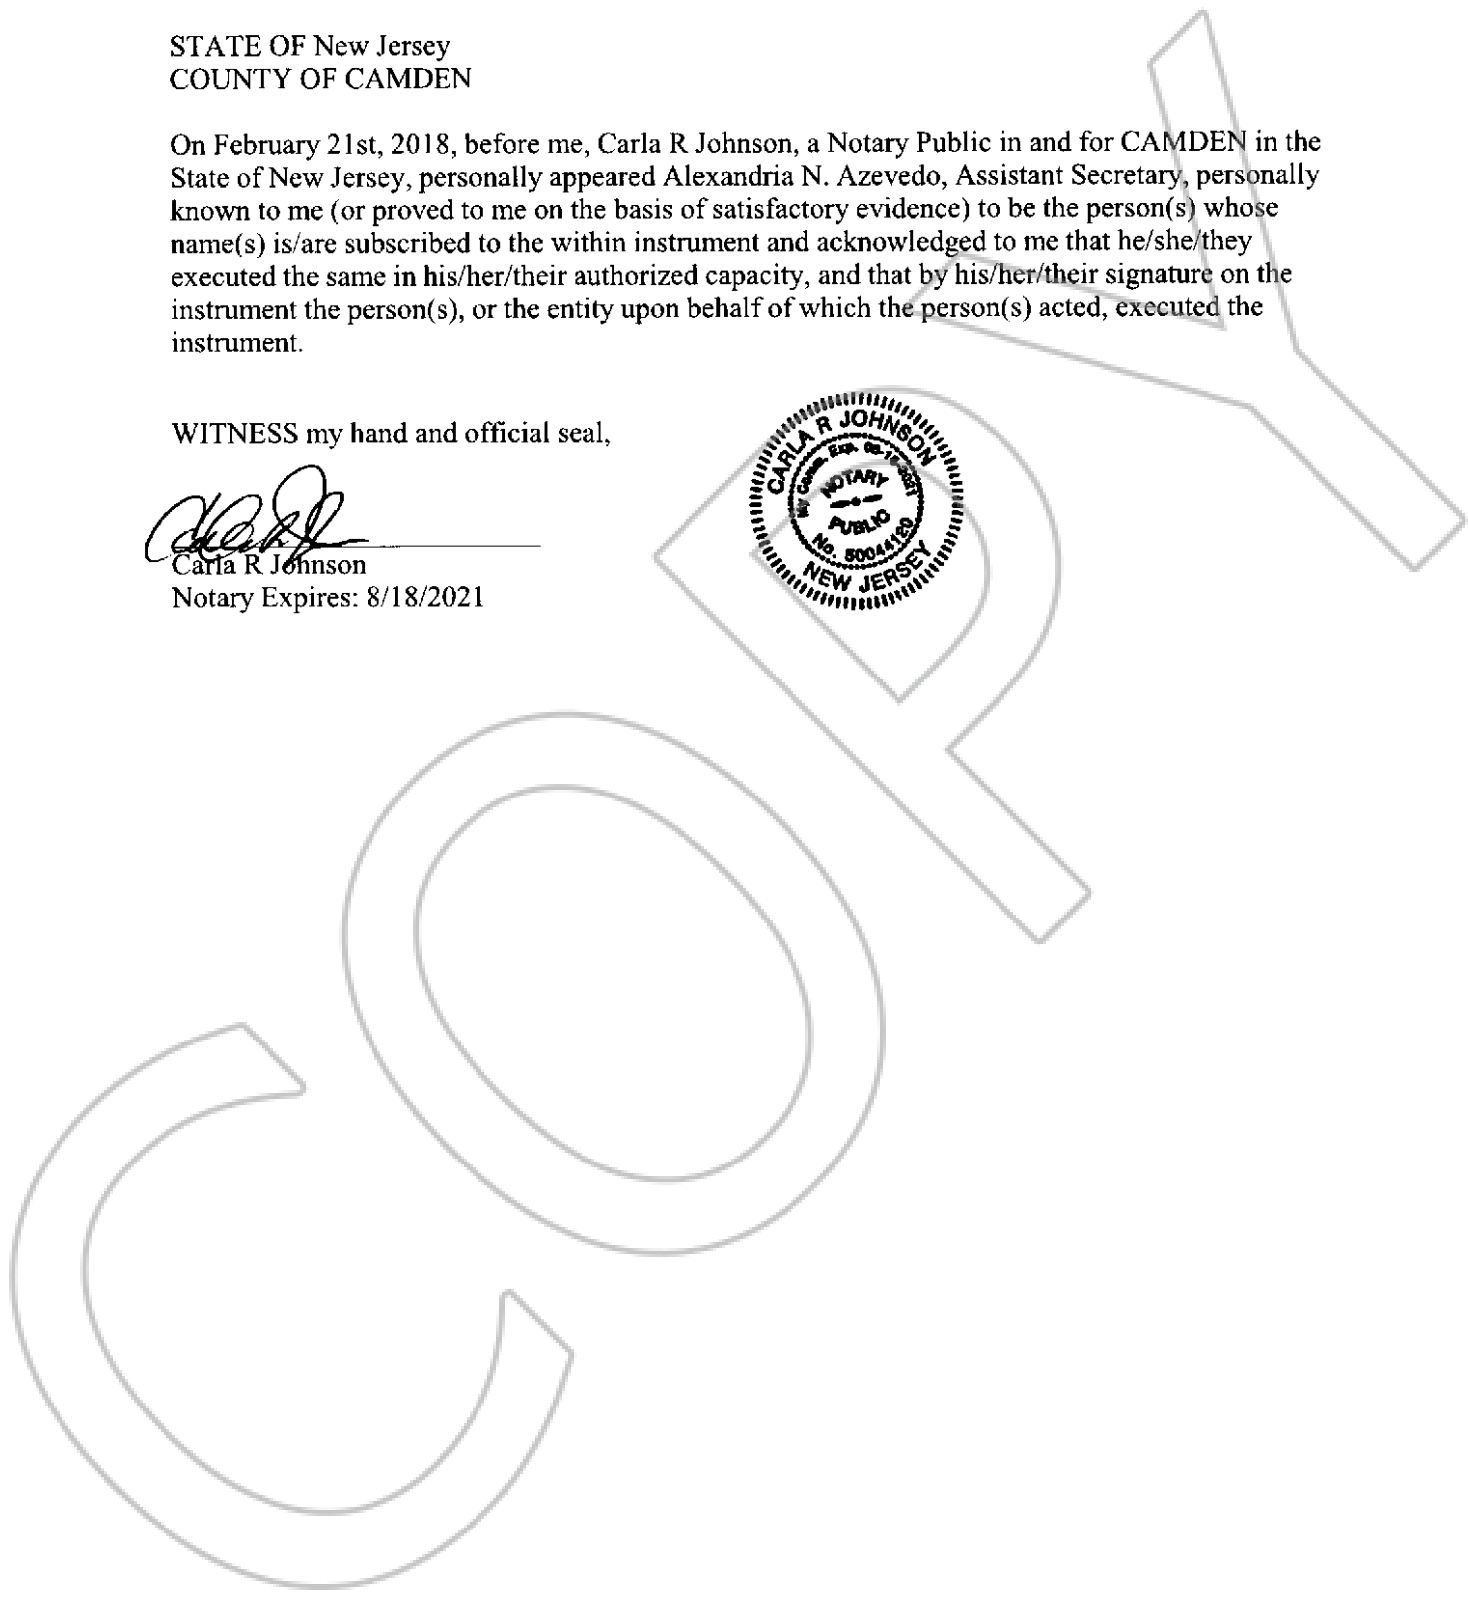 STATE OF New Jersey
COUNTY OF CAMDEN
On February 21st, 2018, before me, Carla R Johnson, a Notary Public in and for CAMDEN in the
State of New Jersey, personally appeared Alexandria N. Azevedo, Assistant Secretary, personally
known to me (or proved to me on the basis of satisfactory evidence) to be the person(s) whose
name(s) is/are subscribed to the within instrument and acknowledged to me that he/she/they
executed the same in his/her/their authorized capacity, and that by his/her/their signature on the
instrument the person(s), or the entity upon behalf of which the person(s) acted, executed the
instrument.
WITNESS my hand and official seal,
CARLA R JOHNSON
My Comm. Exp.
NOTARY
PUBLIC
No. 50044120
NEW JERSEY
Carla R Johnson
Notary Expires: 8/18/2021
COPY